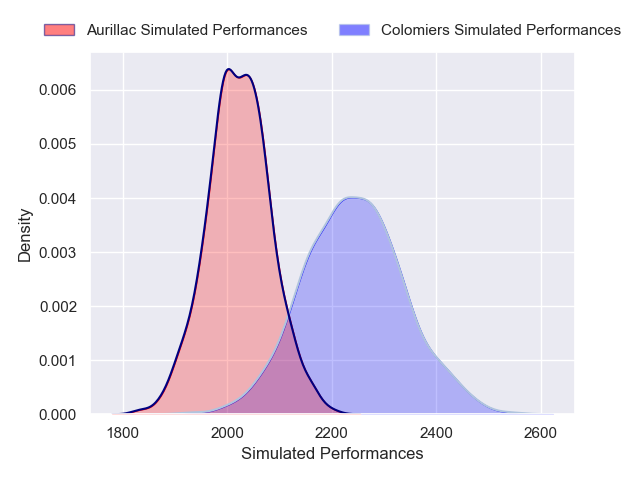 Aurillac Simulated Performances
Colomiers Simulated Performances
0.006
0.005
0.004
0.003
0.002
0.001
0.000
Density
1800 2000 2200 2400 2600
Simulated Performances